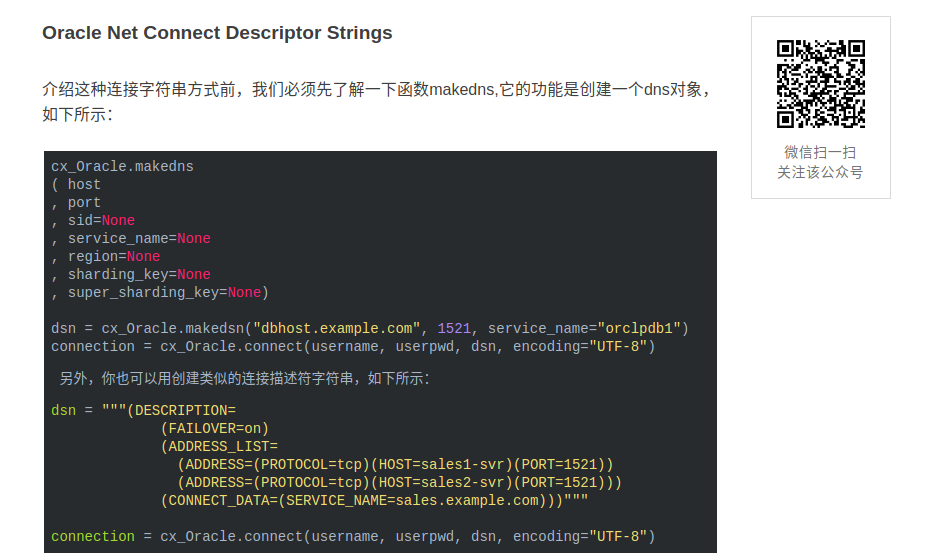 Oracle Net Connect Descriptor Strings
介绍这种连接字符串方式前，我们必须先了解一下函数makedns,它的功能是创建一个dns对象，
如下所示：
cx_Oracle.makedns
( host
, port
, sid=None
, service_name=None
, region=None
, sharding_key=None
, super_sharding_key=None)
dsn = cx_Oracle.makedsn("dbhost.example.com", 1521, service_name="orclpdb1")
connection = cx_Oracle.connect(username, userpwd, dsn, encoding="UTF-8")
另外，你也可以用创建类似的连接描述符字符串，如下所示：
dsn = """(DESCRIPTION=
(FAILOVER=on)
(ADDRESS_LIST=
(ADDRESS=(PROTOCOL=tcp)(HOST=sales1-svr)(PORT=1521))
(ADDRESS=(PROTOCOL=tcp)(HOST=sales2-svr)(PORT=1521)))
(CONNECT_DATA=(SERVICE_NAME=sales.example.com)))"""
connection = cx_Oracle.connect(username, userpwd, dsn, encoding="UTF-8")
微信扫一扫
关注该公众号